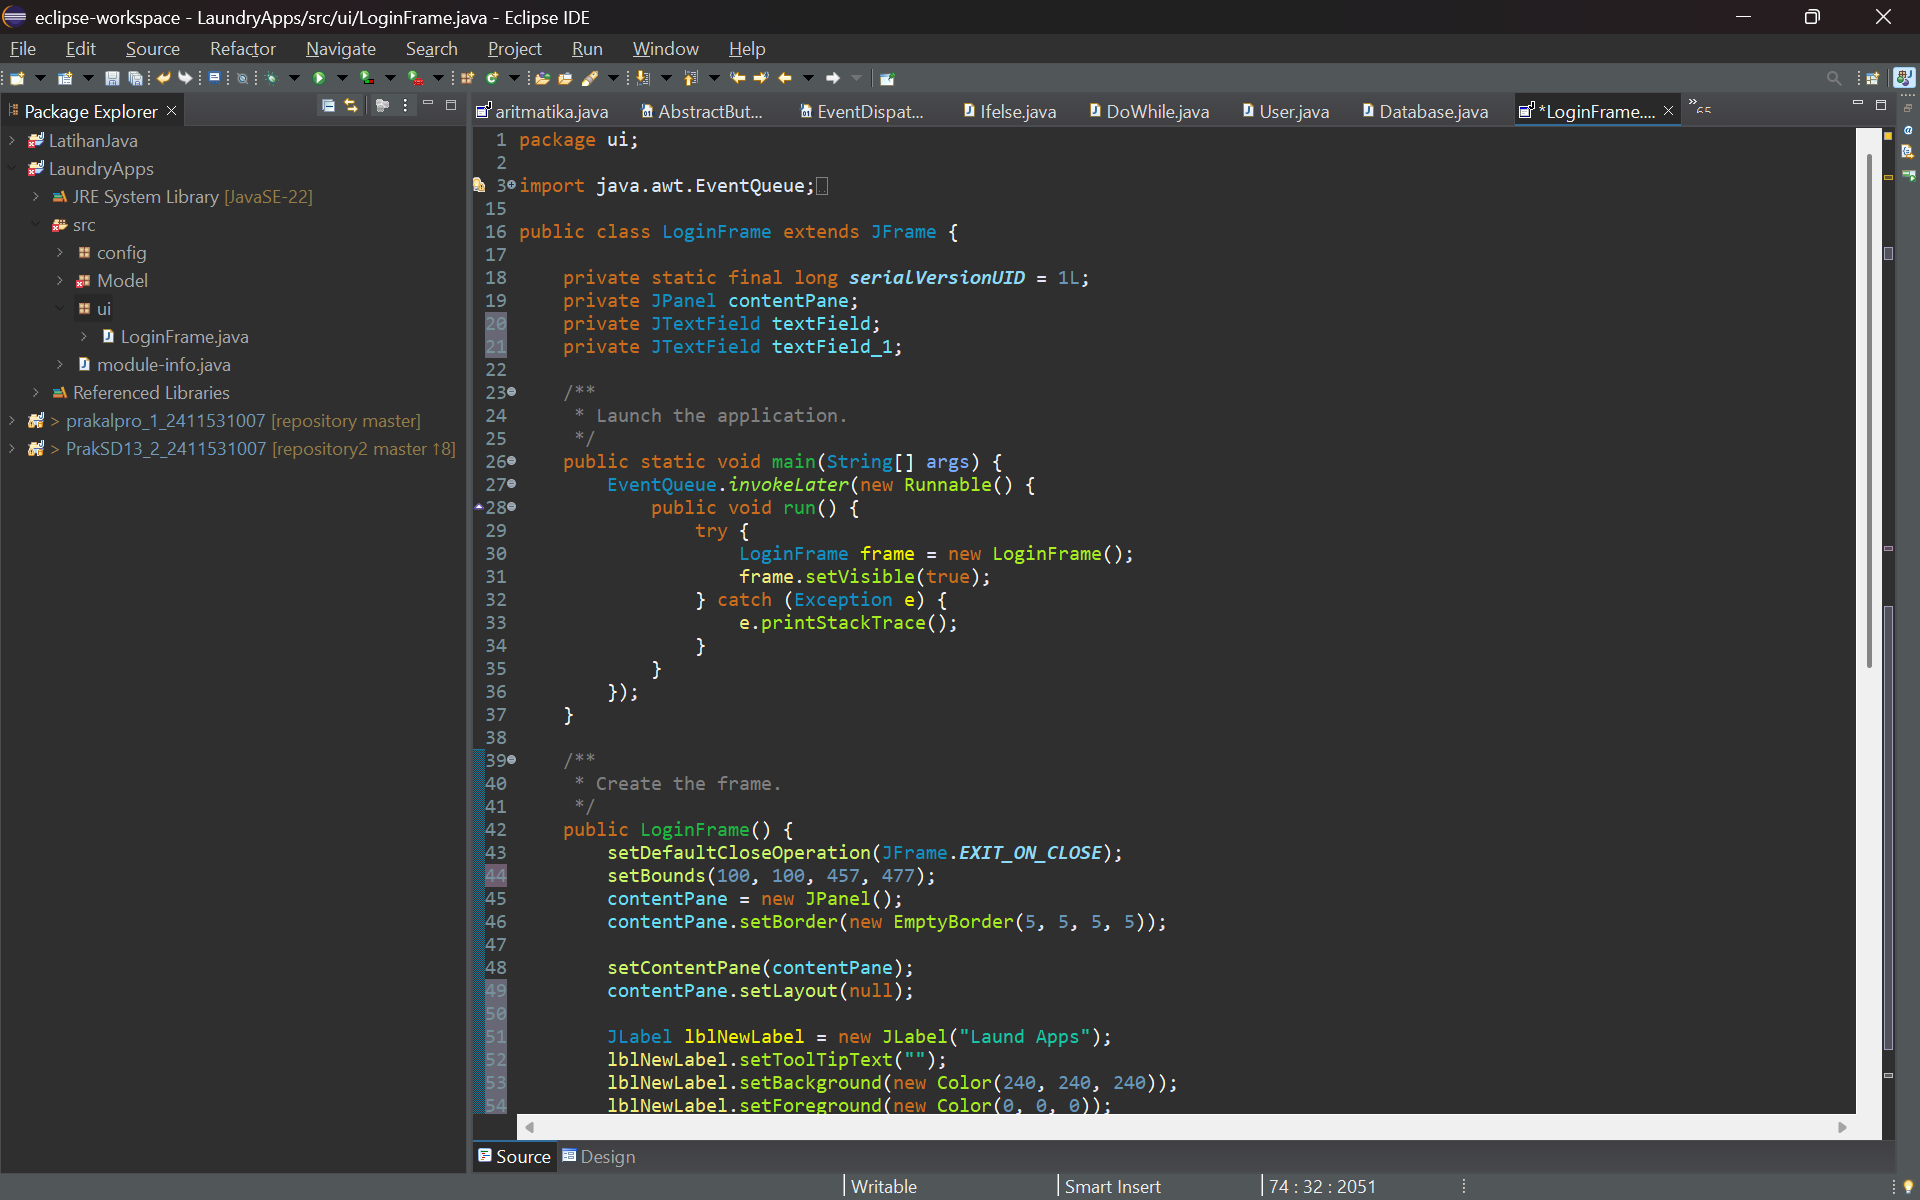 eclipse-workspace - LaundryApps/src/ui/LoginFrame.java - Eclipse IDE
File Edit Source Refactor Navigate Search Project Run Window Help
Package Explorer
aritmatika.java AbstractBut... EventDispat... Ifelse.java DoWhile.java User.java Database.java *LoginFrame.... »65
LatihanJava
LaundryApps
JRE System Library [JavaSE-22]
src
config
Model
ui
LoginFrame.java
module-info.java
Referenced Libraries
> prakalpro_1_2411531007 [repository master]
> PrakSD13_2_2411531007 [repository2 master ↑8]
1 package ui;
2
3 import java.awt.EventQueue;
15
16 public class LoginFrame extends JFrame {
17
18 private static final long serialVersionUID = 1L;
19 private JPanel contentPane;
20 private JTextField textField;
21 private JTextField textField_1;
22
23 /**
24 * Launch the application.
25 */
26 public static void main(String[] args) {
27 EventQueue.invokeLater(new Runnable() {
28 public void run() {
29 try {
30 LoginFrame frame = new LoginFrame();
31 frame.setVisible(true);
32 } catch (Exception e) {
33 e.printStackTrace();
34 }
35 }
36 });
37 }
38
39 /**
40 * Create the frame.
41 */
42 public LoginFrame() {
43 setDefaultCloseOperation(JFrame.EXIT_ON_CLOSE);
44 setBounds(100, 100, 457, 477);
45 contentPane = new JPanel();
46 contentPane.setBorder(new EmptyBorder(5, 5, 5, 5));
47
48 setContentPane(contentPane);
49 contentPane.setLayout(null);
50
51 JLabel lblNewLabel = new JLabel("Laund Apps");
52 lblNewLabel.setToolTipText("");
53 lblNewLabel.setBackground(new Color(240, 240, 240));
54 lblNewLabel.setForeground(new Color(0, 0, 0));
Source Design
Writable Smart Insert 74 : 32 : 2051